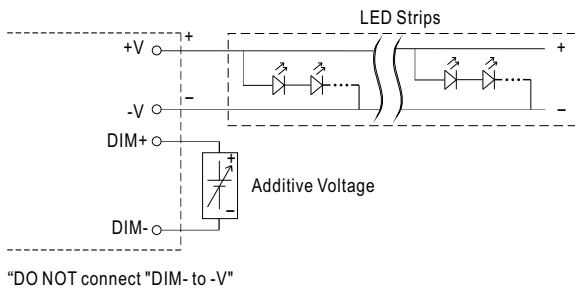 LED Strips
+V
+
+
-V
–
–
DIM+
+
Additive Voltage
–
DIM-
“DO NOT connect "DIM- to -V"